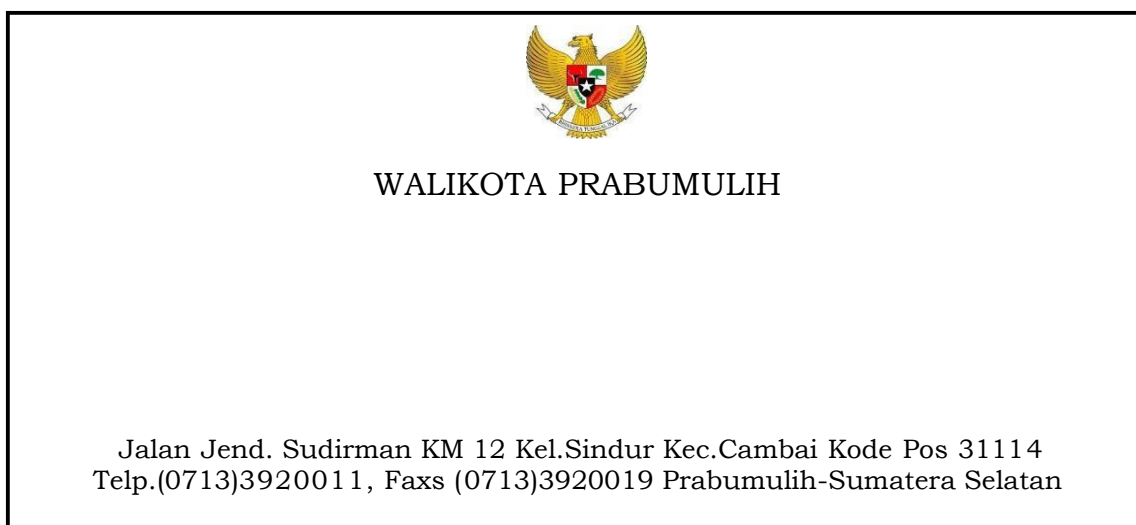 WALIKOTA PRABUMULIH
Jalan Jend. Sudirman KM 12 Kel.Sindur Kec.Cambai Kode Pos 31114
Telp.(0713)3920011, Faxs (0713)3920019 Prabumulih-Sumatera Selatan